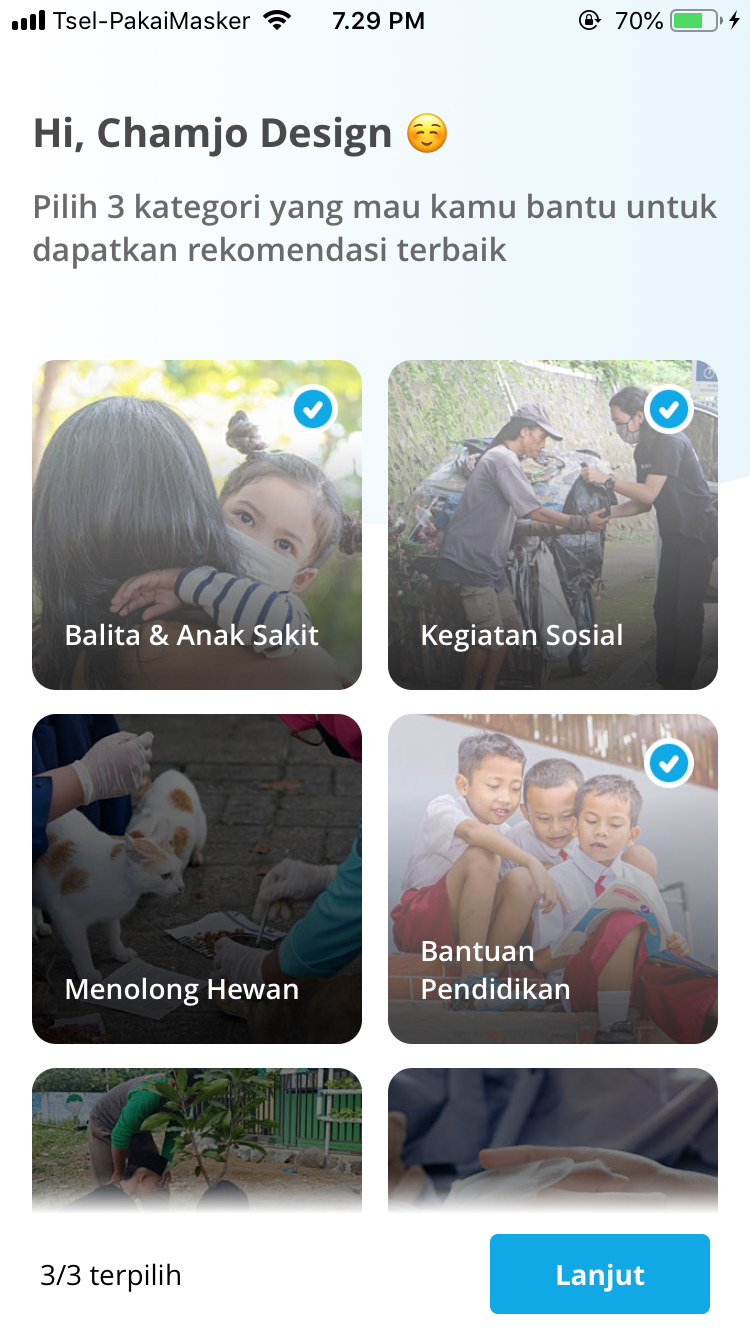 Tsel-PakaiMasker 7.29 PM 70%
Hi, Chamjo Design ☺️
Pilih 3 kategori yang mau kamu bantu untuk
dapatkan rekomendasi terbaik
Balita & Anak Sakit
Kegiatan Sosial
Menolong Hewan
Bantuan
Pendidikan
3/3 terpilih
Lanjut